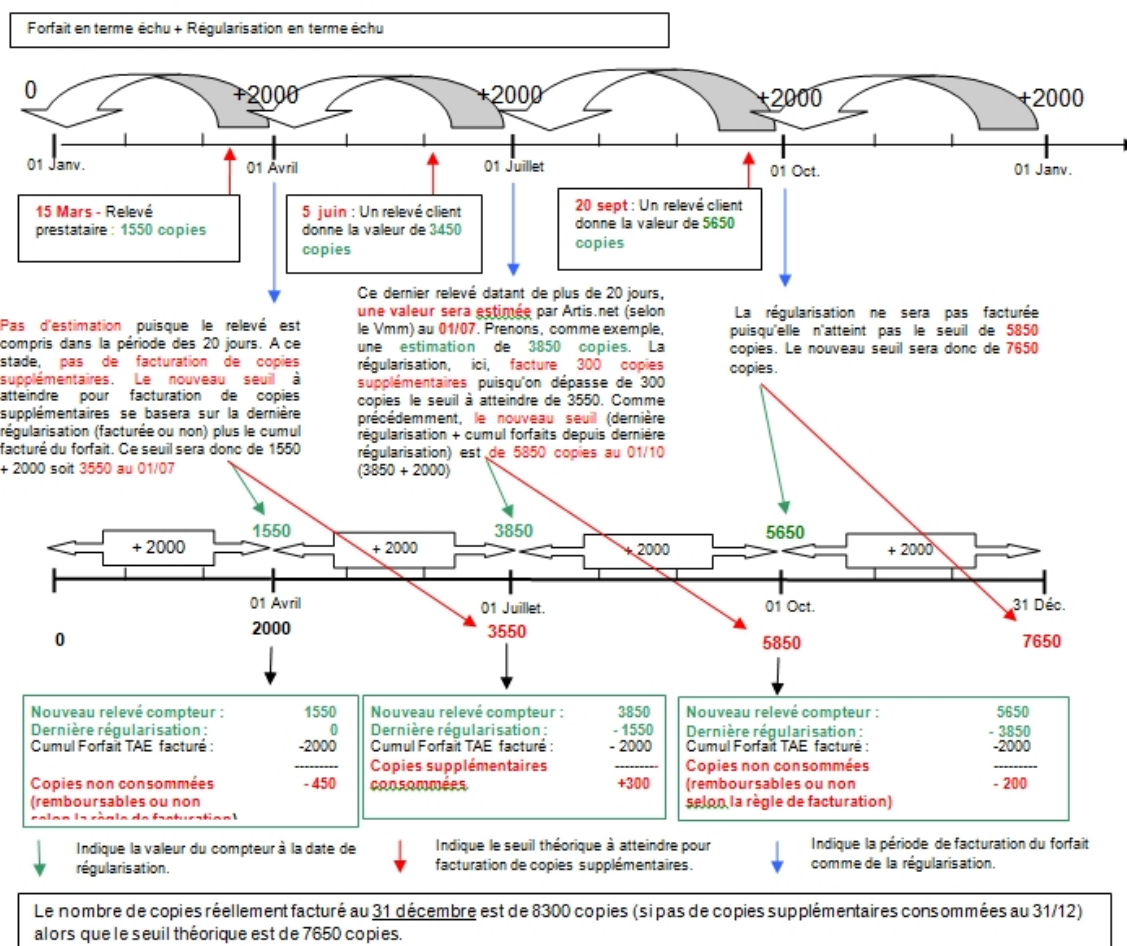 Forfait en terme échu + Régularisation en terme échu
0
+2000
+2000
+2000
+2000
01 Janv.
01 Avril
01 Juillet
01 Oct.
01 Janv.
15 Mars - Relevé
prestataire : 1550 copies
5 juin : Un relevé client
donne la valeur de 3450
copies
20 sept : Un relevé client
donne la valeur de 5650
copies
Pas d'estimation puisque le relevé est
compris dans la période des 20 jours. A ce
stade, pas de facturation de copies
supplémentaires. Le nouveau seuil à
atteindre pour facturation de copies
supplémentaires se basera sur la dernière
régularisation (facturée ou non) plus le cumul
facturé du forfait. Ce seuil sera donc de 1550
+ 2000 soit 3550 au 01/07
Ce dernier relevé datant de plus de 20 jours,
une valeur sera estimée par Artis.net (selon
le Vmm) au 01/07. Prenons, comme exemple,
une estimation de 3850 copies. La
régularisation, ici, facture 300 copies
supplémentaires puisqu'on dépasse de 300
copies le seuil à atteindre de 3550. Comme
précédemment, le nouveau seuil (dernière
régularisation + cumul forfaits depuis dernière
régularisation) est de 5850 copies au 01/10
(3850 + 2000)
La régularisation ne sera pas facturée
puisqu'elle n'atteint pas le seuil de 5850
copies. Le nouveau seuil sera donc de 7650
copies.
1550
3850
5650
+ 2000
+ 2000
+ 2000
+ 2000
01 Avril
01 Juillet.
01 Oct.
31 Déc.
0
2000
3550
5850
7650
Nouveau relevé compteur : 1550
Dernière régularisation : 0
Cumul Forfait TAE facturé : -2000
---------
Copies non consommées - 450
(remboursables ou non
selon la règle de facturation)
Nouveau relevé compteur : 3850
Dernière régularisation : - 1550
Cumul Forfait TAE facturé : - 2000
---------
Copies supplémentaires
consommées. +300
Nouveau relevé compteur : 5650
Dernière régularisation : - 3850
Cumul Forfait TAE facturé : -2000
---------
Copies non consommées
(remboursables ou non - 200
selon la règle de facturation)
Indique la valeur du compteur à la date de
régularisation.
Indique le seuil théorique à atteindre pour
facturation de copies supplémentaires.
Indique la période de facturation du forfait
comme de la régularisation.
Le nombre de copies réellement facturé au 31 décembre est de 8300 copies (si pas de copies supplémentaires consommées au 31/12)
alors que le seuil théorique est de 7650 copies.